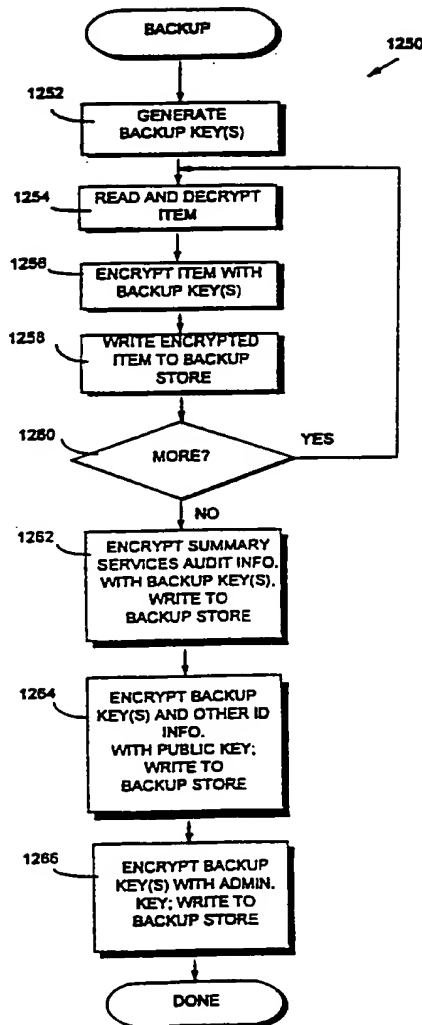 BACKUP
1250
1252
GENERATE
BACKUP KEY(S)
1254
READ AND DECRYPT
ITEM
1256
ENCRYPT ITEM WITH
BACKUP KEY(S)
1258
WRITE ENCRYPTED
ITEM TO BACKUP
STORE
1260
MORE?
YES
NO
1262
ENCRYPT SUMMARY
SERVICES AUDIT INFO.
WITH BACKUP KEY(S).
WRITE TO
BACKUP STORE
1264
ENCRYPT BACKUP
KEY(S) AND OTHER ID
INFO.
WITH PUBLIC KEY;
WRITE TO
BACKUP STORE
1266
ENCRYPT BACKUP
KEY(S) WITH ADMIN.
KEY; WRITE TO
BACKUP STORE
DONE